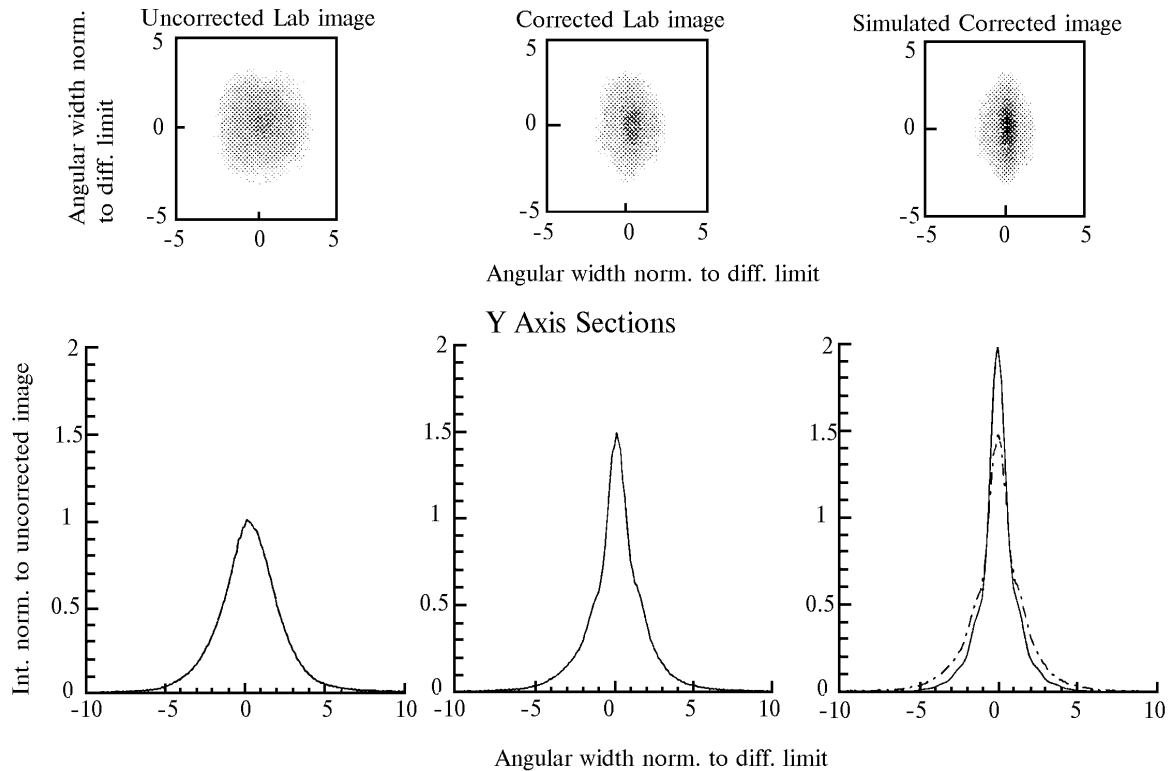 Uncorrected Lab image
Corrected Lab image
Simulated Corrected image
Angular width norm.
to diff. limit
5
0
-5
-5 0 5
5
0
-5
-5 0 5
5
0
-5
-5 0 5
Angular width norm. to diff. limit
Y Axis Sections
Int. norm. to uncorrected image
2
1.5
1
0.5
0
-10 -5 0 5 10
2
1.5
1
0.5
0
-10 -5 0 5 10
2
1.5
1
0.5
0
-10 -5 0 5 10
Angular width norm. to diff. limit